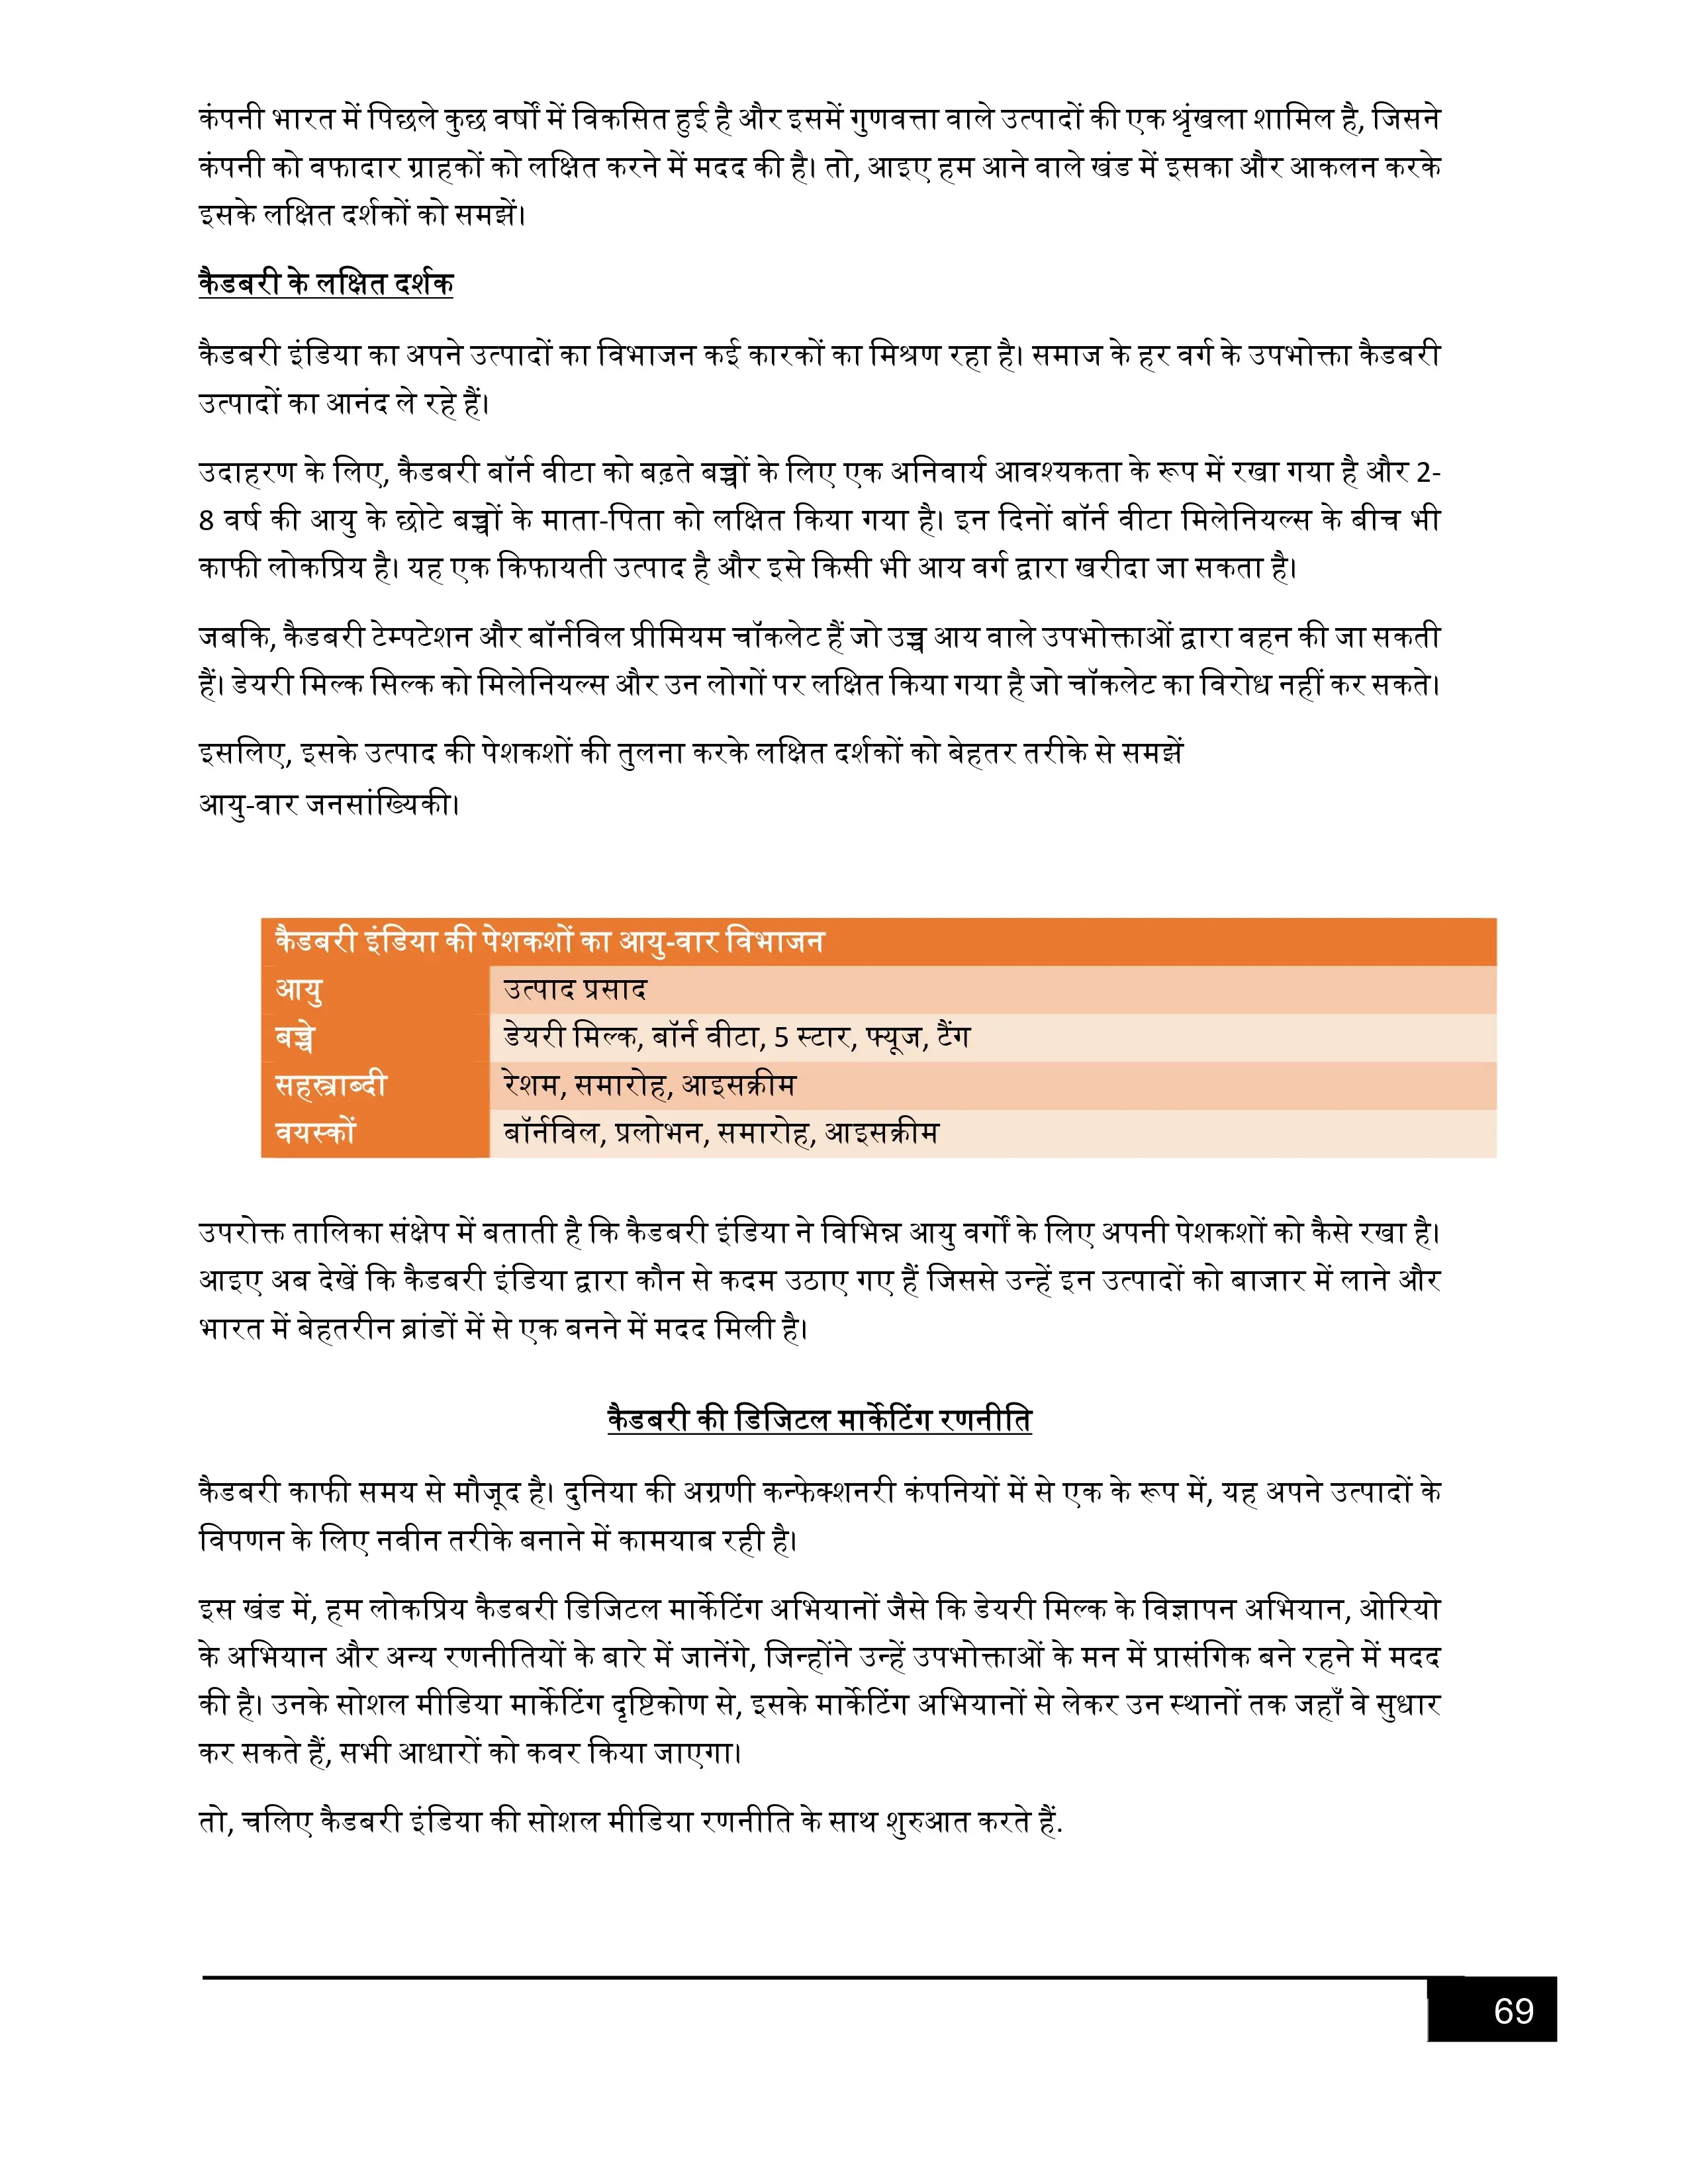 कंपनी भारत में पिछले कुछ वर्षों में विकसित हुई है और इसमें गुणवत्ता वाले उत्पादों की एक श्रृंखला शामिल है, जिसने
कंपनी को वफादार ग्राहकों को लक्षित करने में मदद की है। तो, आइए हम आने वाले खंड में इसका और आकलन करके
इसके लक्षित दर्शकों को समझें।
कैडबरी के लक्षित दर्शक
कैडबरी इंडिया का अपने उत्पादों का विभाजन कई कारकों का मिश्रण रहा है। समाज के हर वर्ग के उपभोक्ता कैडबरी
उत्पादों का आनंद ले रहे हैं।
उदाहरण के लिए, कैडबरी बॉर्न वीटा को बढ़ते बच्चों के लिए एक अनिवार्य आवश्यकता के रूप में रखा गया है और 2-
8 वर्ष की आयु के छोटे बच्चों के माता-पिता को लक्षित किया गया है। इन दिनों बॉर्न वीटा मिलेनियल्स के बीच भी
काफी लोकप्रिय है। यह एक किफायती उत्पाद है और इसे किसी भी आय वर्ग द्वारा खरीदा जा सकता है।
जबकि, कैडबरी टेम्पटेशन और बॉर्नविल प्रीमियम चॉकलेट हैं जो उच्च आय वाले उपभोक्ताओं द्वारा वहन की जा सकती
हैं। डेयरी मिल्क सिल्क को मिलेनियल्स और उन लोगों पर लक्षित किया गया है जो चॉकलेट का विरोध नहीं कर सकते।
इसलिए, इसके उत्पाद की पेशकशों की तुलना करके लक्षित दर्शकों को बेहतर तरीके से समझें
आयु-वार जनसांख्यिकी।
कैडबरी इंडिया की पेशकशों का आयु-वार विभाजन
आयु उत्पाद प्रसाद
बच्चे डेयरी मिल्क, बॉर्न वीटा, 5 स्टार, फ्यूज, टैंग
सहस्त्राब्दी रेशम, समारोह, आइसक्रीम
वयस्कों बॉर्नविल, प्रलोभन, समारोह, आइसक्रीम
उपरोक्त तालिका संक्षेप में बताती है कि कैडबरी इंडिया ने विभिन्न आयु वर्गों के लिए अपनी पेशकशों को कैसे रखा है।
आइए अब देखें कि कैडबरी इंडिया द्वारा कौन से कदम उठाए गए हैं जिससे उन्हें इन उत्पादों को बाजार में लाने और
भारत में बेहतरीन ब्रांडों में से एक बनने में मदद मिली है।
कैडबरी की डिजिटल मार्केटिंग रणनीति
कैडबरी काफी समय से मौजूद है। दुनिया की अग्रणी कन्फेक्शनरी कंपनियों में से एक के रूप में, यह अपने उत्पादों के
विपणन के लिए नवीन तरीके बनाने में कामयाब रही है।
इस खंड में, हम लोकप्रिय कैडबरी डिजिटल मार्केटिंग अभियानों जैसे कि डेयरी मिल्क के विज्ञापन अभियान, ओरियो
के अभियान और अन्य रणनीतियों के बारे में जानेंगे, जिन्होंने उन्हें उपभोक्ताओं के मन में प्रासंगिक बने रहने में मदद
की है। उनके सोशल मीडिया मार्केटिंग दृष्टिकोण से, इसके मार्केटिंग अभियानों से लेकर उन स्थानों तक जहाँ वे सुधार
कर सकते हैं, सभी आधारों को कवर किया जाएगा।
तो, चलिए कैडबरी इंडिया की सोशल मीडिया रणनीति के साथ शुरुआत करते हैं.
69